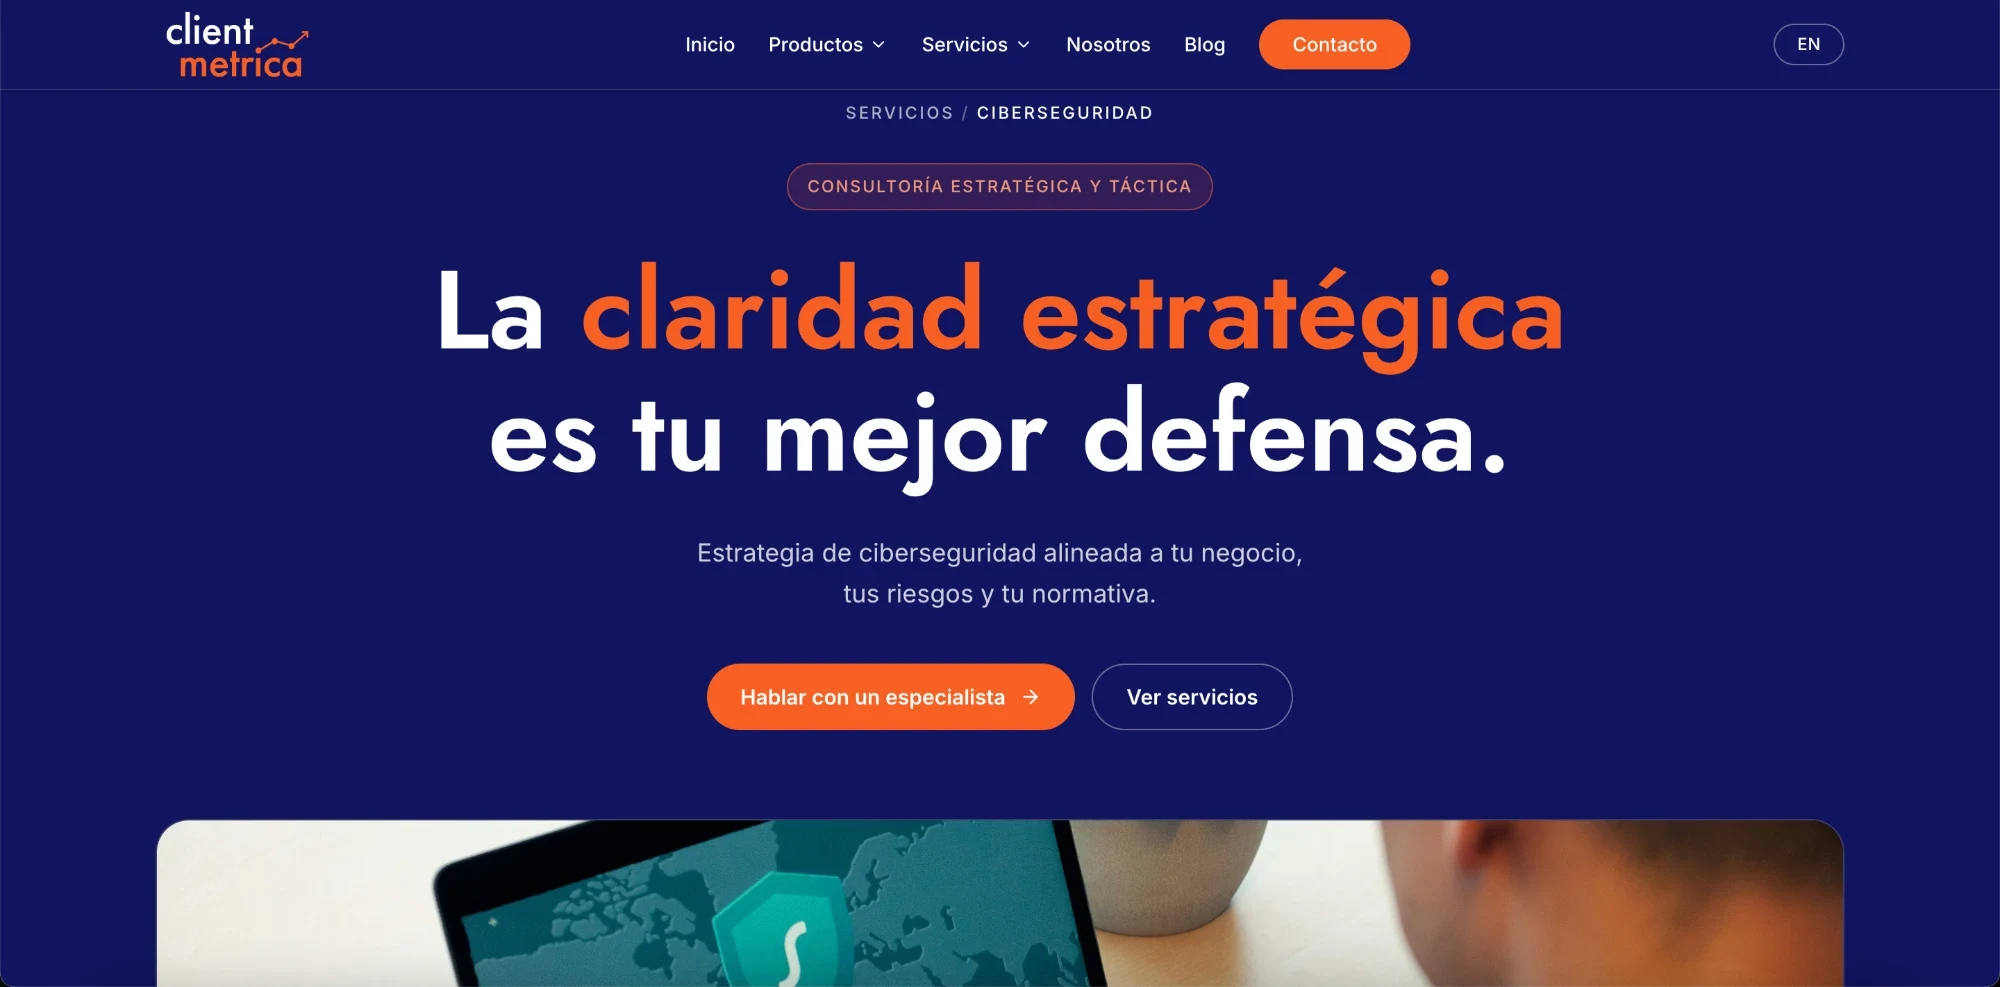 client
metrica
Inicio
Productos
Servicios
Nosotros
Blog
Contacto
EN
SERVICIOS / CIBERSEGURIDAD
CONSULTORÍA ESTRATÉGICA Y TÁCTICA
La claridad estratégica
es tu mejor defensa.
Estrategia de ciberseguridad alineada a tu negocio,
tus riesgos y tu normativa.
Hablar con un especialista →
Ver servicios